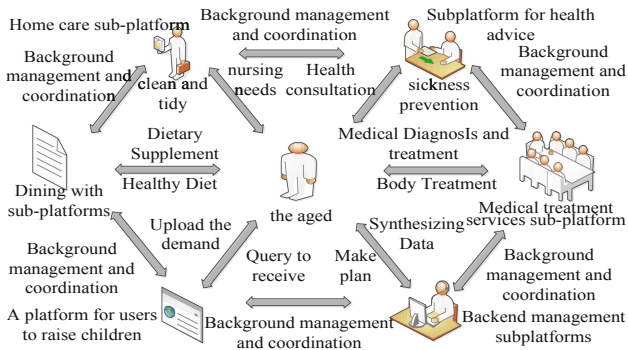 Home care sub-platform
Background management
and coordination
Subplatform for health
advice
Background
management and
coordination
clean and
tidy
nursing
needs
Health
consultation
sickness
prevention
Background
management and
coordination
Dietary
Supplement
Healthy Diet
Medical DiagnosIs and
treatment
Body Treatment
Dining with
sub-platforms
the aged
Medical treatment
services sub-platform
Upload the
demand
Synthesizing
Data
Background
management and
coordination
Query to
receive
Make
plan
Background
management and
coordination
A platform for users
to raise children
Background management
and coordination
Backend management
subplatforms